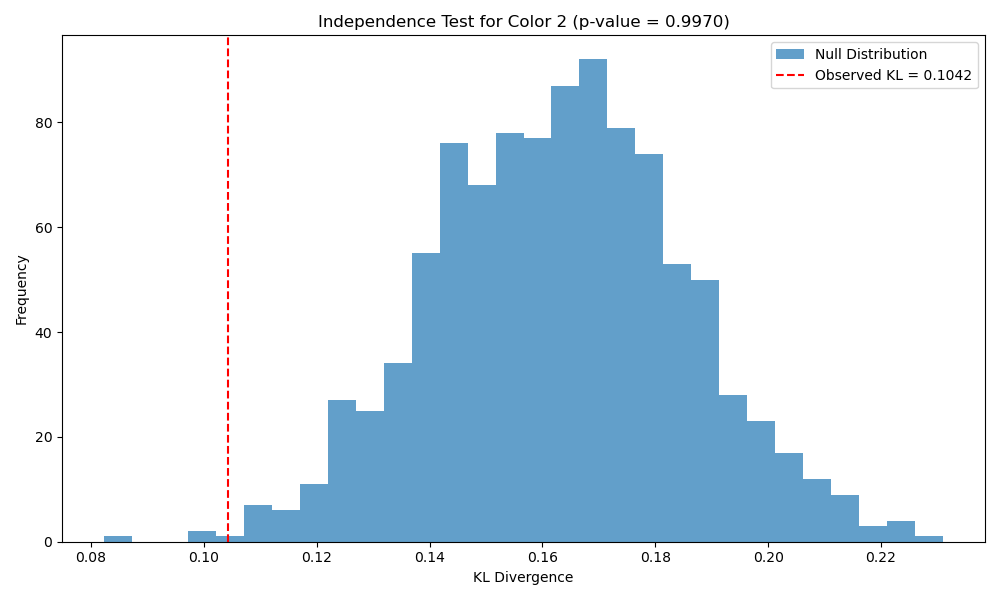 Independence Test for Color 2 (p-value = 0.9970)
Null Distribution
Observed KL = 0.1042
Frequency
80
60
40
20
0
0.08 0.10 0.12 0.14 0.16 0.18 0.20 0.22
KL Divergence